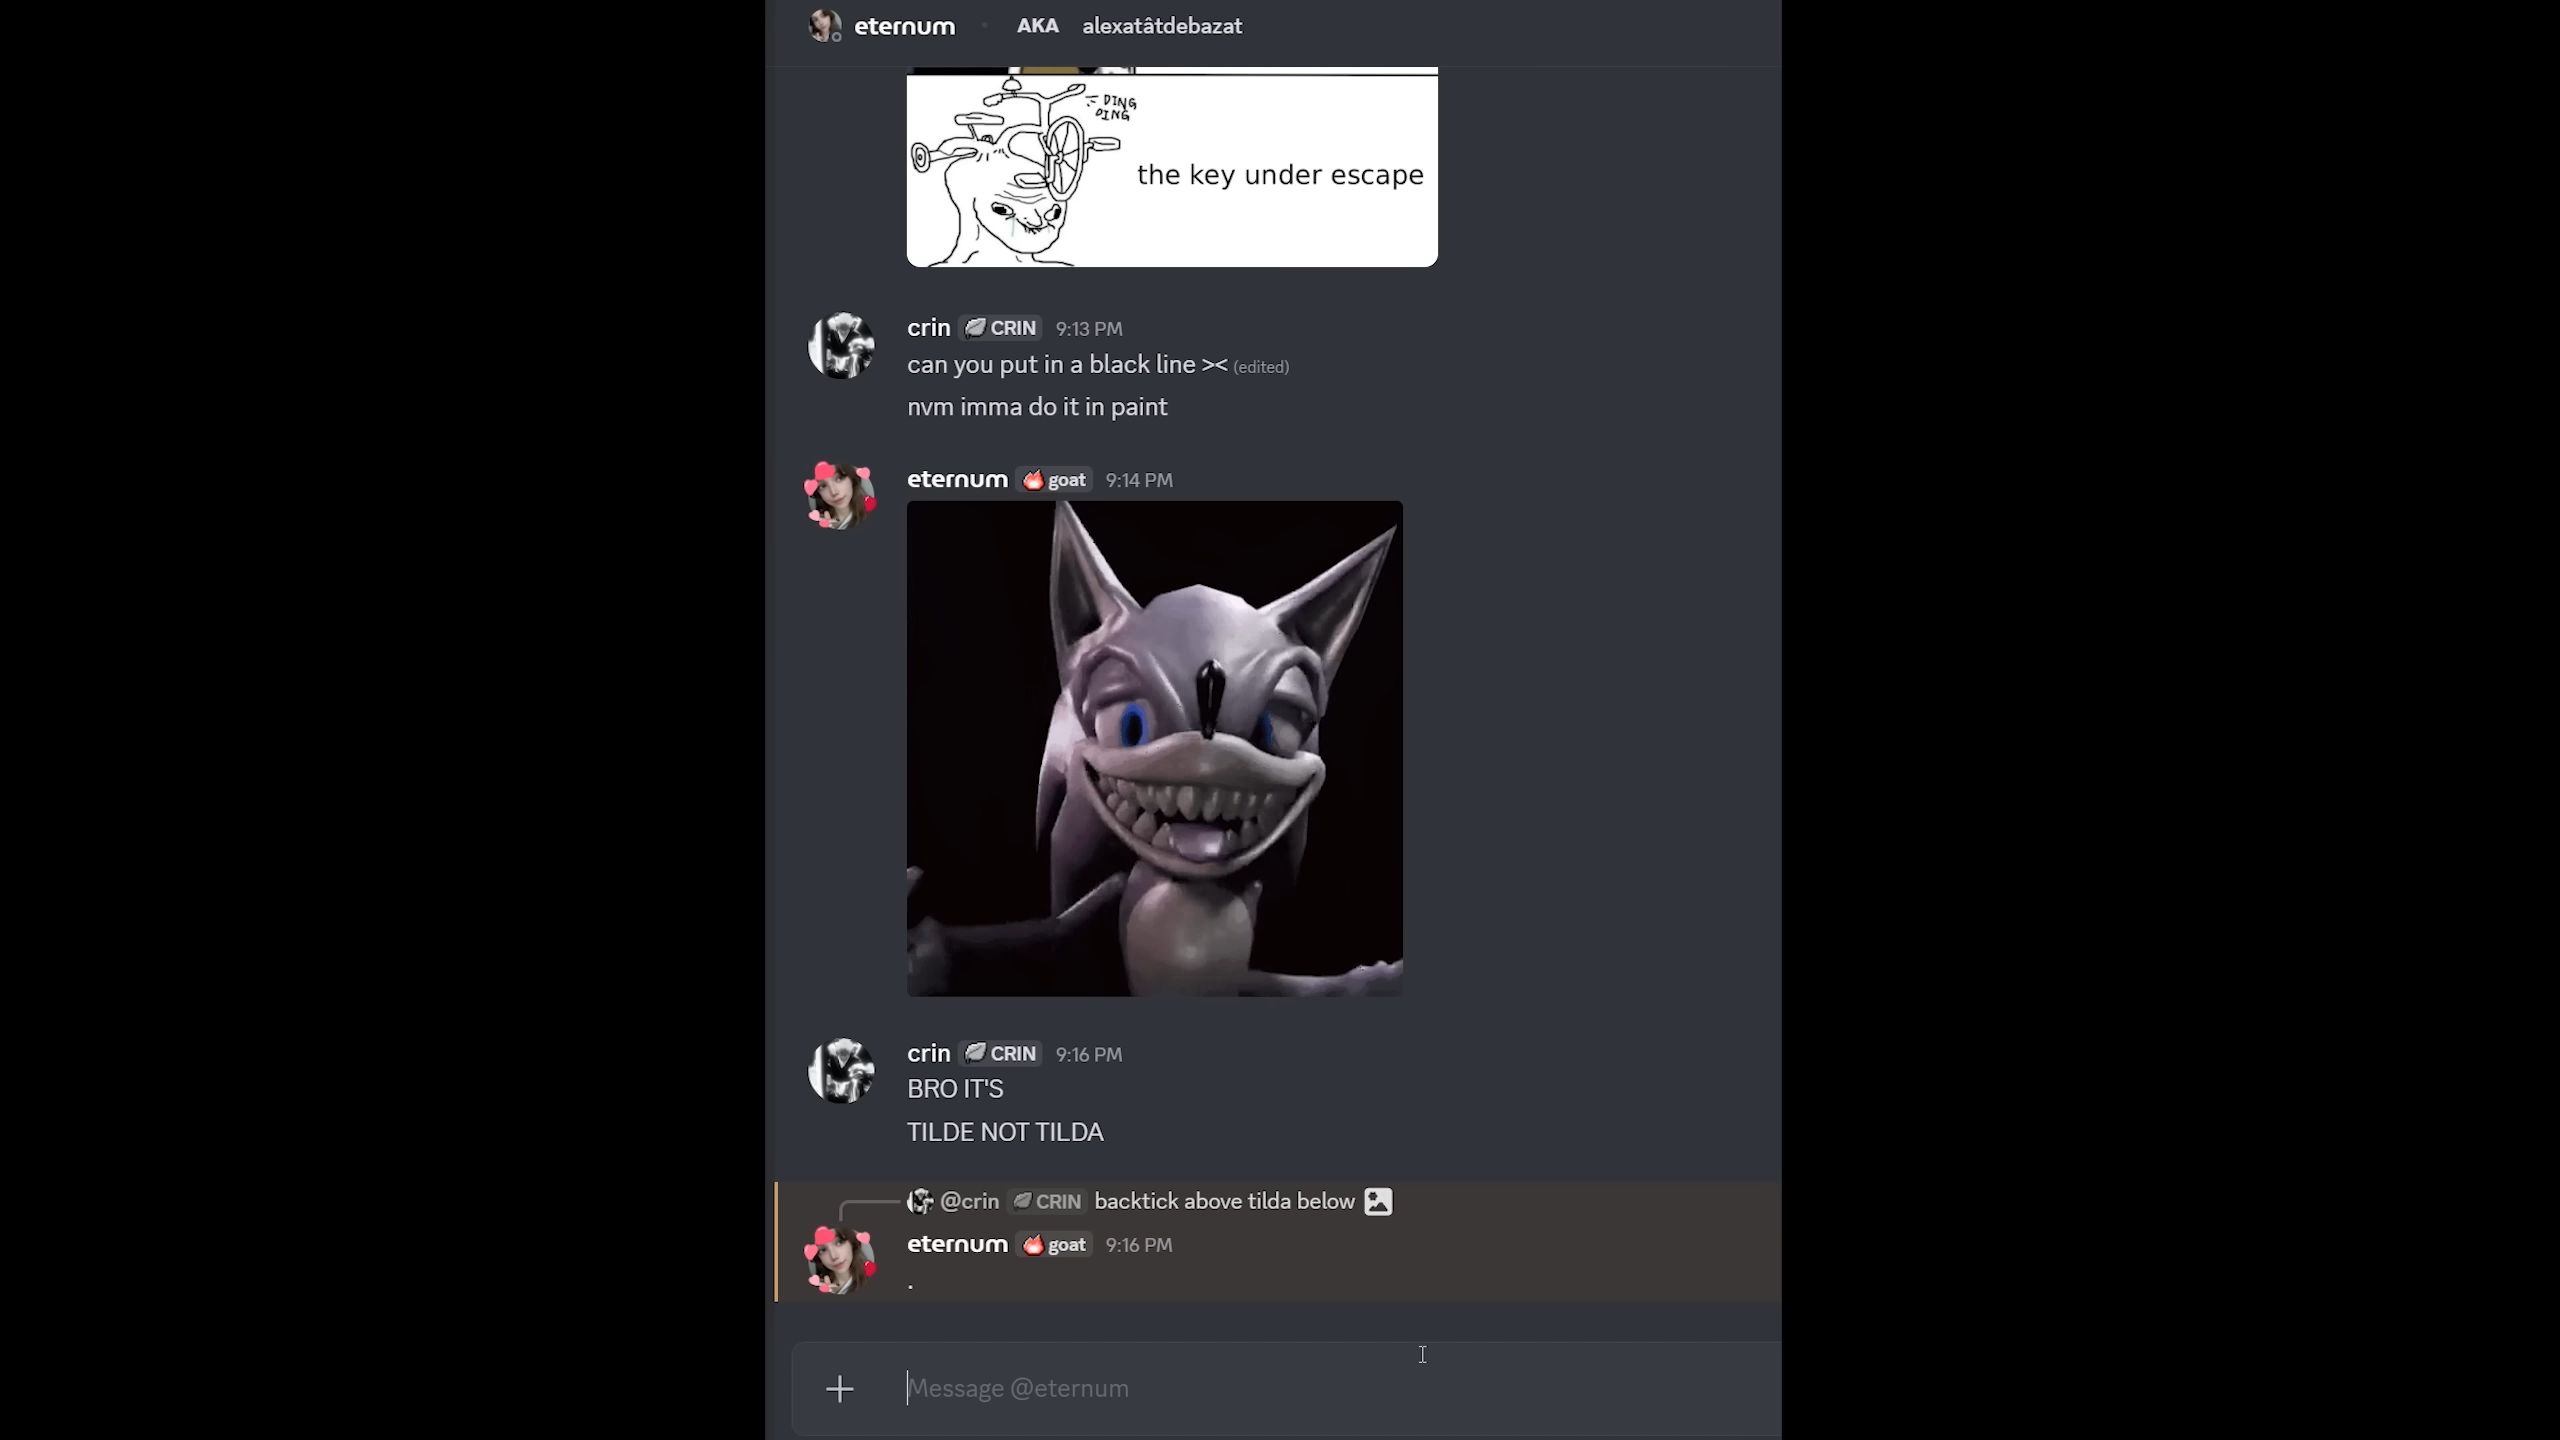 eternum AKA alexatâtdebazat
DING
DING
the key under escape
crin CRIN 9:13 PM
can you put in a black line >< (edited)
nvm imma do it in paint
eternum goat 9:14 PM
crin CRIN 9:16 PM
BRO IT'S
TILDE NOT TILDA
@crin CRIN backtick above tilda below
eternum goat 9:16 PM
.
Message @eternum